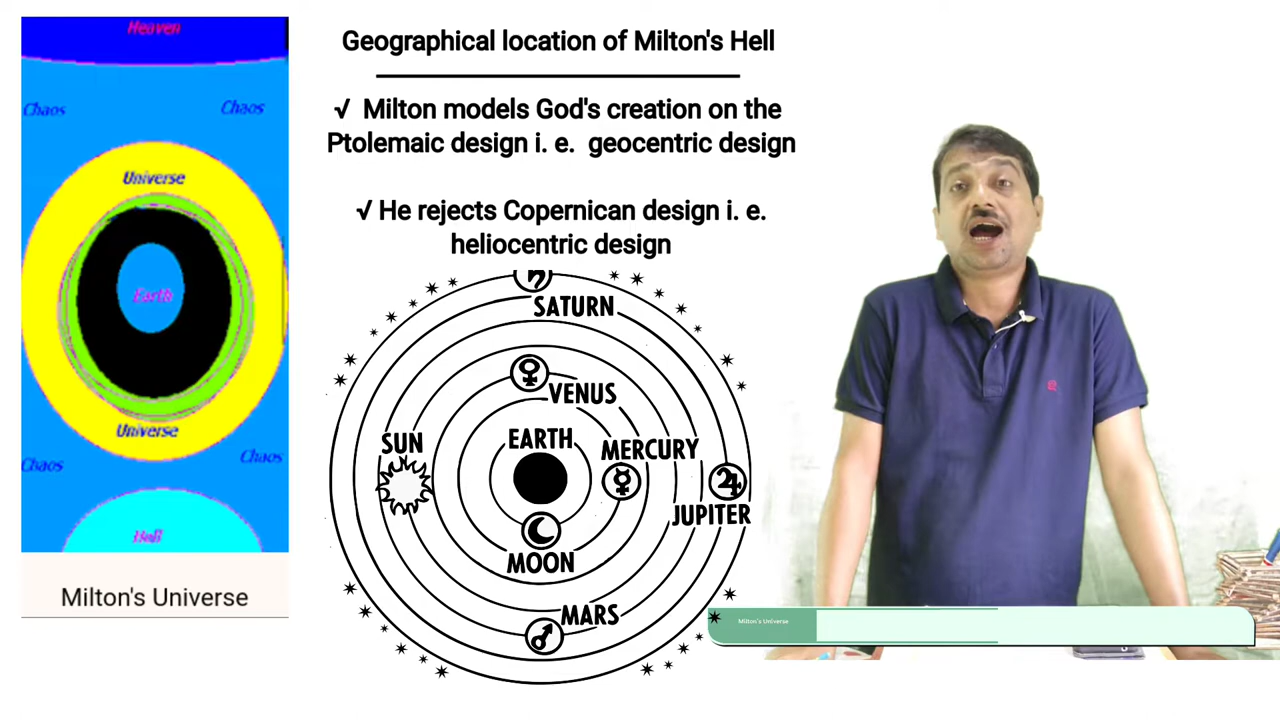 Heaven
Chaos Chaos
Universe
Earth
Universe
Chaos Chaos
Hell
Milton's Universe
Geographical location of Milton's Hell
√ Milton models God's creation on the
Ptolemaic design i. e. geocentric design
√ He rejects Copernican design i. e.
heliocentric design
SATURN
VENUS
SUN
EARTH
MERCURY
JUPITER
MOON
MARS
Milton's Universe